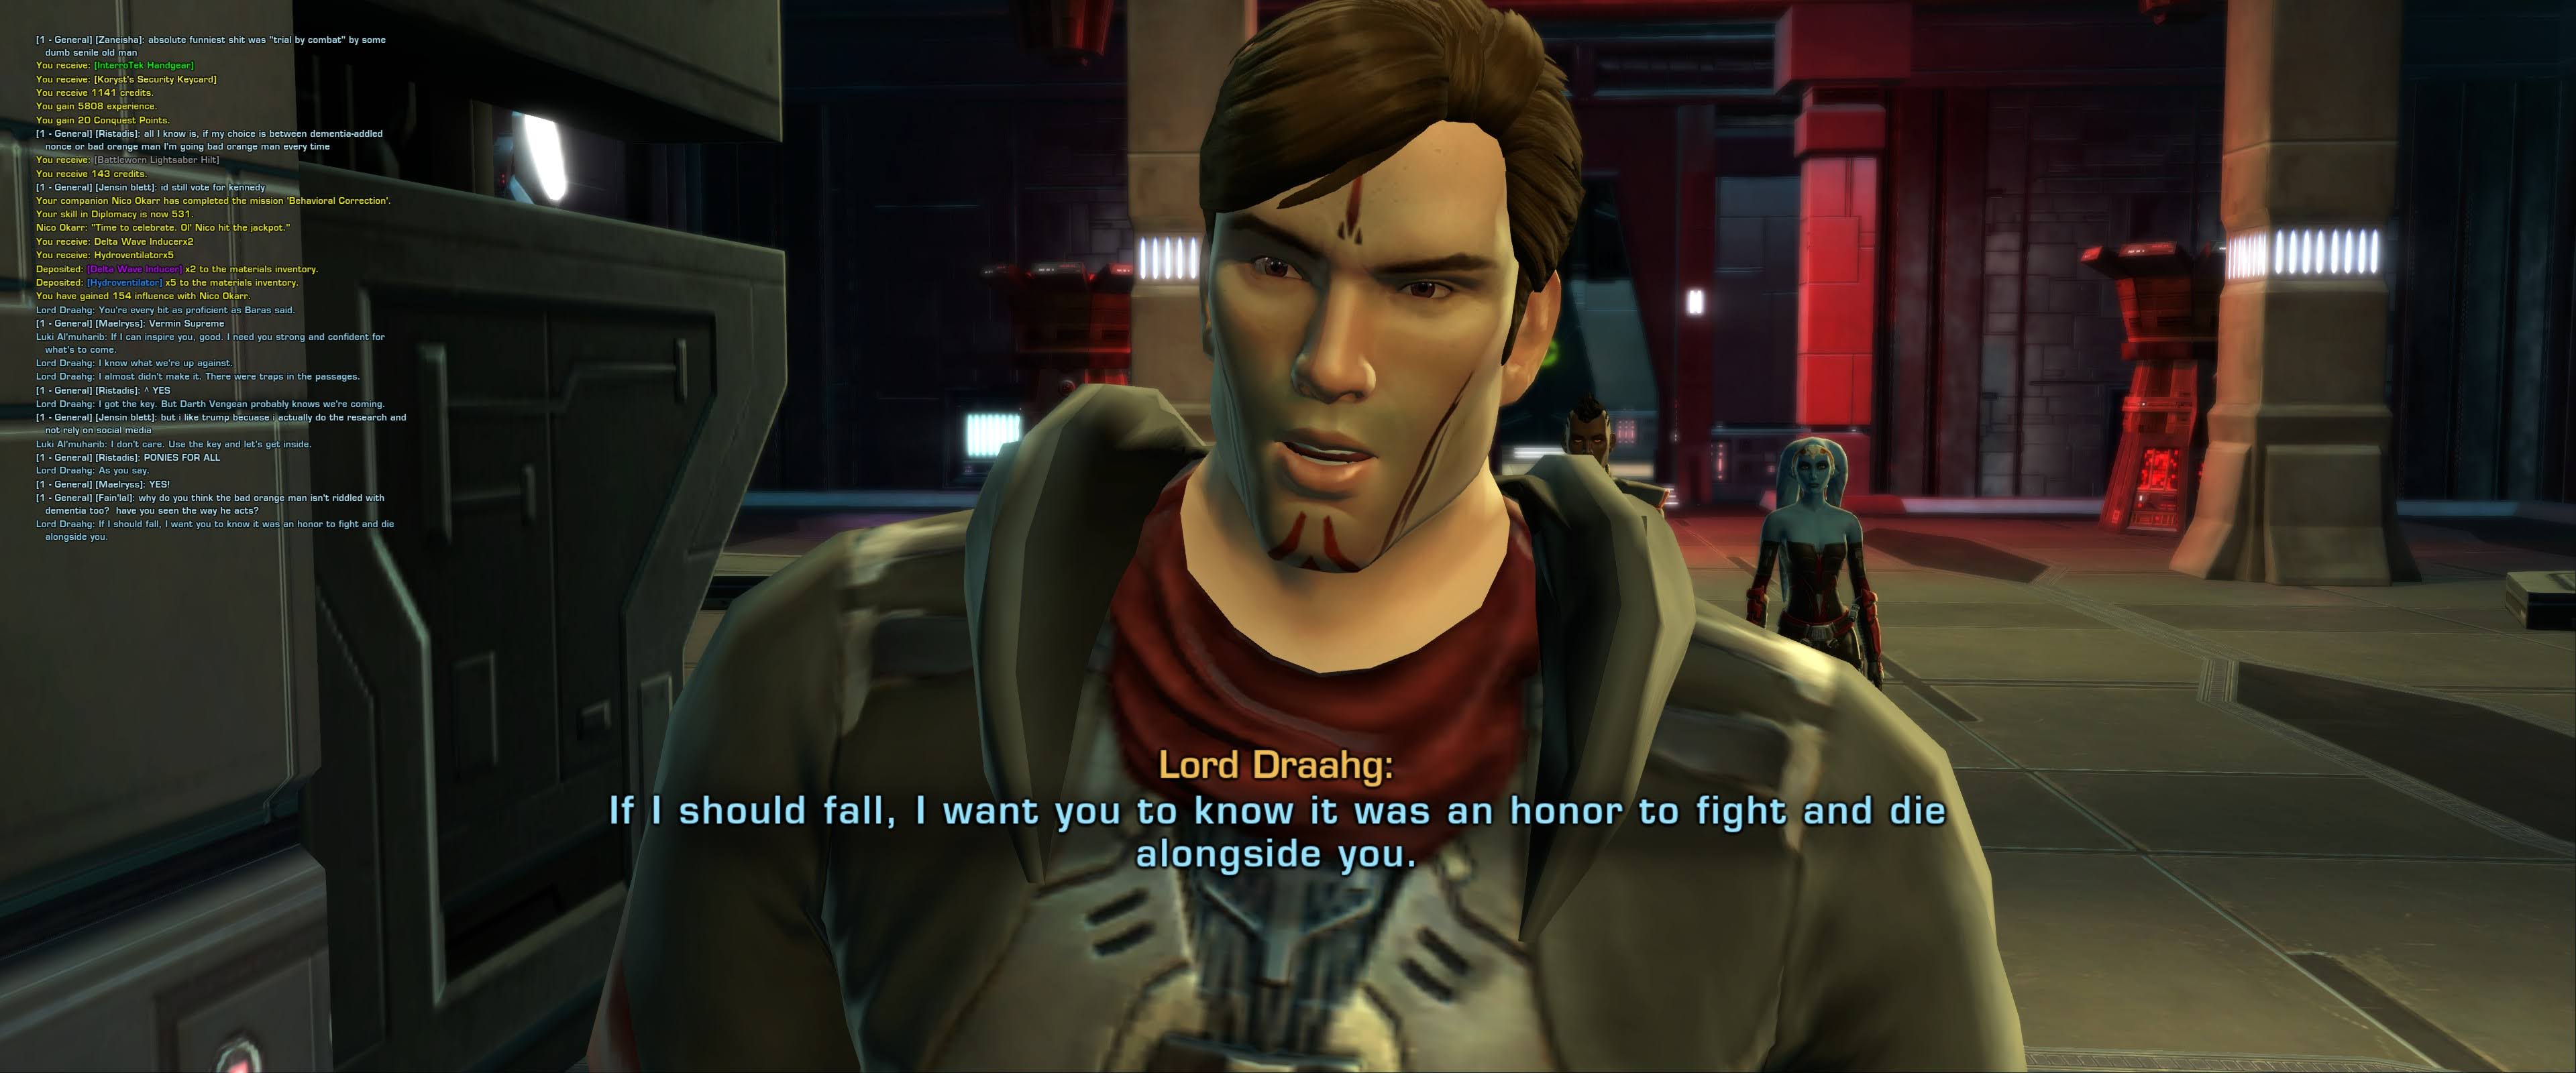 [1 - General] [Zaneisha]: absolute funniest shit was "trial by combat" by some
dumb senile old man
You receive: [InterroTek Handgear]
You receive: [Koryst's Security Keycard]
You receive 1141 credits.
You gain 5808 experience.
You gain 20 Conquest Points.
[1 - General] [Ristadis]: all I know is, if my choice is between dementia-addled
nonce or bad orange man I'm going bad orange man every time
You receive: [Battleworn Lightsaber Hilt]
You receive 143 credits.
[1 - General] [Jensin blett]: id still vote for kennedy
Your companion Nico Okarr has completed the mission 'Behavioral Correction'.
Your skill in Diplomacy is now 531.
Nico Okarr: "Time to celebrate. Ol' Nico hit the jackpot."
You receive: Delta Wave Inducerx2
You receive: Hydroventilatorx5
Deposited: [Delta Wave Inducer] x2 to the materials inventory.
Deposited: [Hydroventilator] x5 to the materials inventory.
You have gained 154 influence with Nico Okarr.
Lord Draahg: You're every bit as proficient as Baras said.
[1 - General] [Maelryss]: Vermin Supreme
Luki Al'muharib: If I can inspire you, good. I need you strong and confident for
what's to come.
Lord Draahg: I know what we're up against.
Lord Draahg: I almost didn't make it. There were traps in the passages.
[1 - General] [Ristadis]: ^ YES
Lord Draahg: I got the key. But Darth Vengean probably knows we're coming.
[1 - General] [Jensin blett]: but i like trump becuase i actually do the research and
not rely on social media
Luki Al'muharib: I don't care. Use the key and let's get inside.
[1 - General] [Ristadis]: PONIES FOR ALL
Lord Draahg: As you say.
[1 - General] [Maelryss]: YES!
[1 - General] [Fain'lal]: why do you think the bad orange man isn't riddled with
dementia too?  have you seen the way he acts?
Lord Draahg: If I should fall, I want you to know it was an honor to fight and die
alongside you.
Lord Draahg:
If I should fall, I want you to know it was an honor to fight and die
alongside you.